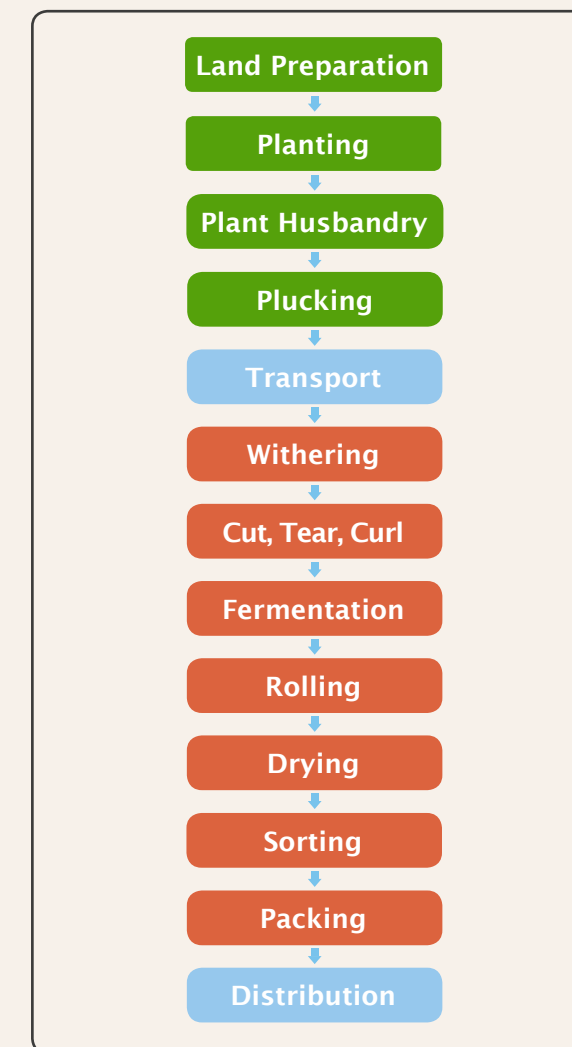 Land Preparation
Planting
Plant Husbandry
Plucking
Transport
Withering
Cut, Tear, Curl
Fermentation
Rolling
Drying
Sorting
Packing
Distribution